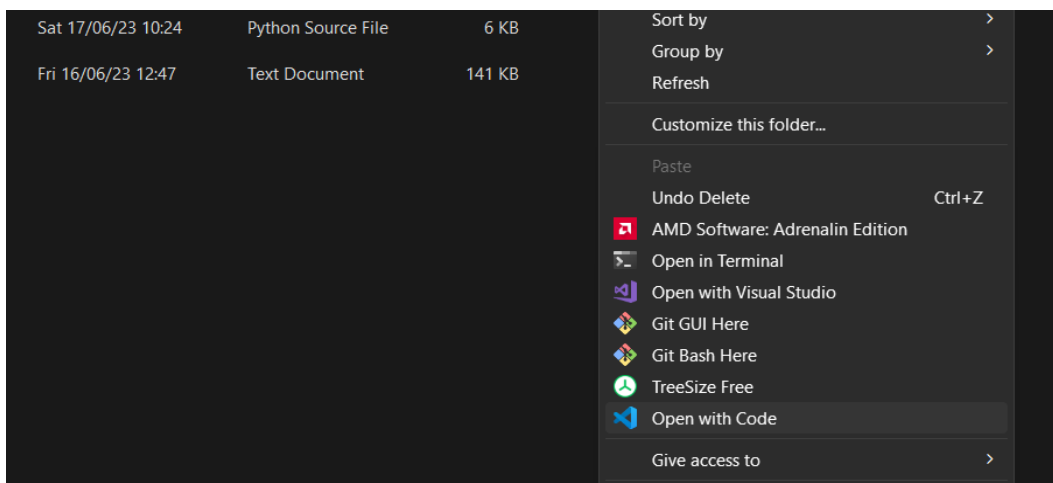 Sat 17/06/23 10:24 Python Source File 6 KB
Fri 16/06/23 12:47 Text Document 141 KB
Sort by
Group by
Refresh
Customize this folder...
Paste
Undo Delete Ctrl+Z
AMD Software: Adrenalin Edition
Open in Terminal
Open with Visual Studio
Git GUI Here
Git Bash Here
TreeSize Free
Open with Code
Give access to